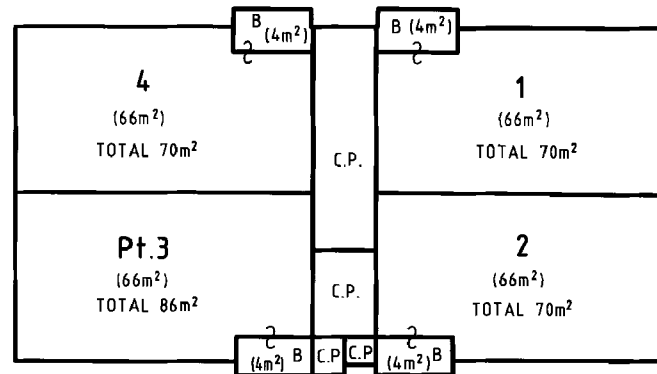 B
(4m²)
B (4m²)
4
(66m²)
TOTAL 70m²
1
(66m²)
TOTAL 70m²
C.P.
Pt.3
(66m²)
TOTAL 86m²
C.P.
2
(66m²)
TOTAL 70m²
(4m²) B
C.P
C.P
(4m²) B